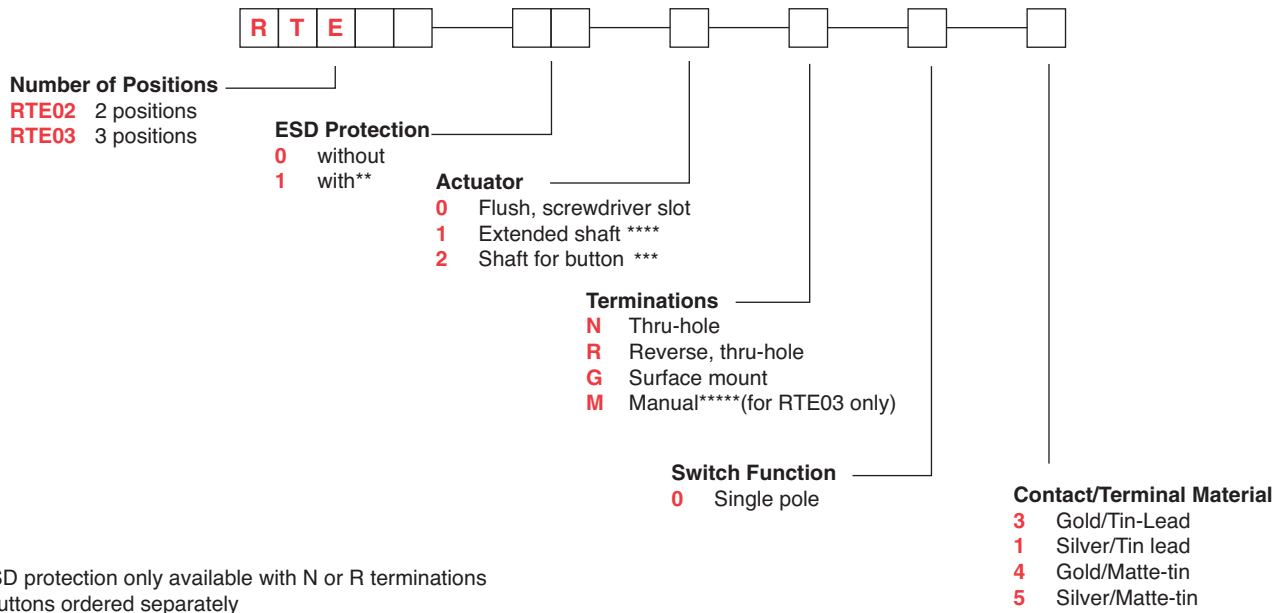 R T E
Number of Positions
RTE02 2 positions
RTE03 3 positions
ESD Protection
0 without
1 with**
Actuator
0 Flush, screwdriver slot
1 Extended shaft ****
2 Shaft for button ***
Terminations
N Thru-hole
R Reverse, thru-hole
G Surface mount
M Manual*****(for RTE03 only)
Switch Function
0 Single pole
Contact/Terminal Material
3 Gold/Tin-Lead
1 Silver/Tin lead
4 Gold/Matte-tin
5 Silver/Matte-tin
protection only available with N or R terminations
ordered separately